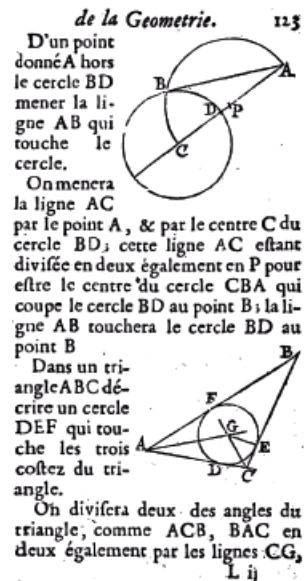 de la Geometrie. 123
D'un point
donné A hors
le cercle BD
mener la li-
gne AB qui
touche le
cercle.
On menera
la ligne AC
par le point A, & par le centre C du
cercle BD; cette ligne AC eſtant
diviſée en deux également en P pour
eſtre le centre du cercle CBA qui
coupe le cercle BD au point B; la li-
gne AB touchera le cercle BD au
point B
Dans un tri-
angle ABC dé-
crire un cercle
DEF qui tou-
che les trois
coſtez du tri-
angle.
On diviſera deux des angles du
triangle, comme ACB, BAC en
deux également par les lignes CG,
L ij
B
A
D
P
C
B
F
G
E
A
D
C